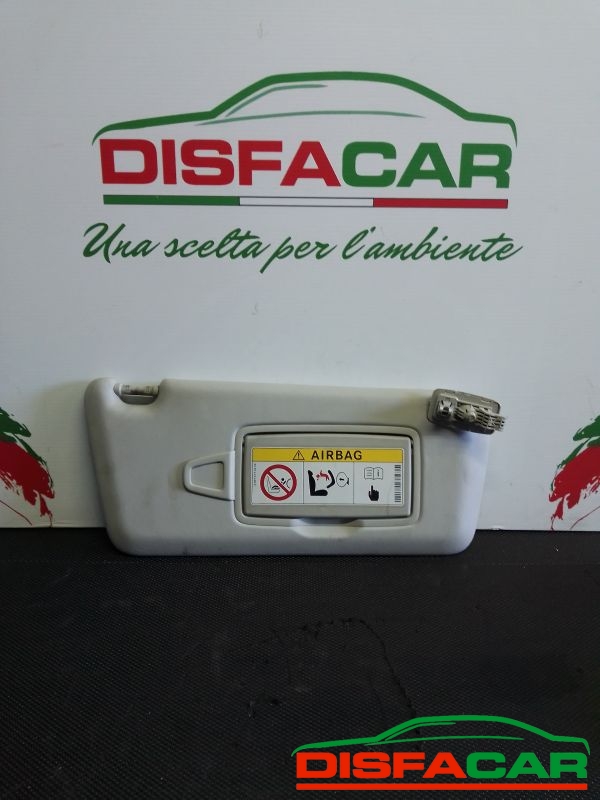 DISFACAR
Una scelta per l'ambiente
AIRBAG
DISFACAR